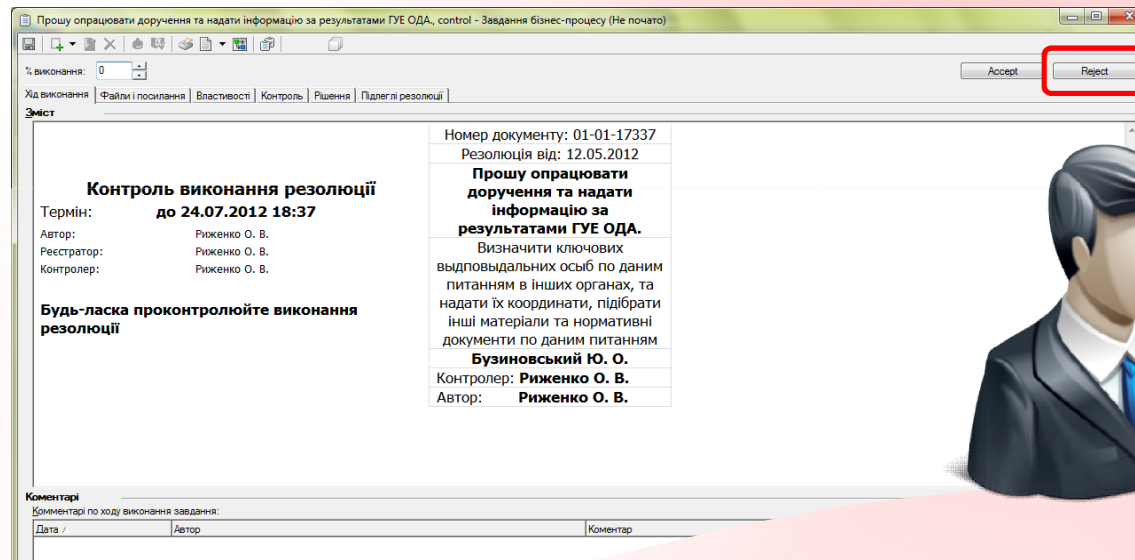 Прошу опрацювати доручення та надати інформацію за результатами ГУЕ ОДА., control - Завдання бізнес-процесу (Не почато)
% виконання: 0
Accept Reject
Хід виконання Файли і посилання Властивості Контроль Рішення Підлеглі резолюції
Зміст
Контроль виконання резолюції
Термін: до 24.07.2012 18:37
Автор: Риженко О. В.
Реєстратор: Риженко О. В.
Контролер: Риженко О. В.
Будь-ласка проконтролюйте виконання
резолюції
Номер документу: 01-01-17337
Резолюція від: 12.05.2012
Прошу опрацювати
доручення та надати
інформацію за
результатами ГУЕ ОДА.
Визначити ключових
выдповыдальних осыб по даним
питанням в інших органах, та
надати їх координати, підібрати
інші матеріали та нормативні
документи по даним питанням
Бузиновський Ю. О.
Контролер: Риженко О. В.
Автор: Риженко О. В.
Коментарі
Комментарі по ходу виконання завдання:
Дата Автор Коментар